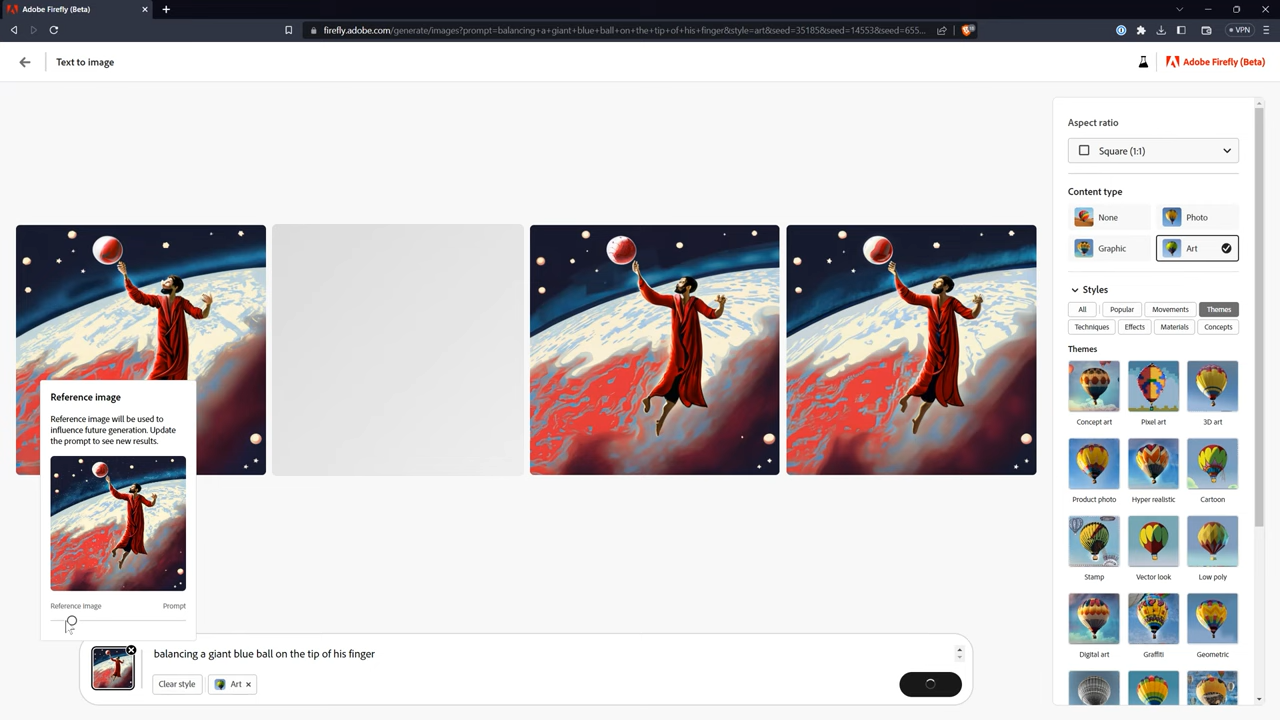 Adobe Firefly (Beta)
firefly.adobe.com/generate/images?prompt=balancing+a+giant+blue+ball+on+the+tip+of+his+finger&style=art&seed=35185&seed=14553&seed=655...
VPN
Text to image
Adobe Firefly (Beta)
Aspect ratio
Square (1:1)
Content type
None
Photo
Graphic
Art
Styles
All
Popular
Movements
Themes
Techniques
Effects
Materials
Concepts
Themes
Concept art
Pixel art
3D art
Product photo
Hyper realistic
Cartoon
Stamp
Vector look
Low poly
Digital art
Graffiti
Geometric
Reference image
Reference image will be used to
influence future generation. Update
the prompt to see new results.
Reference image
Prompt
balancing a giant blue ball on the tip of his finger
Clear style
Art